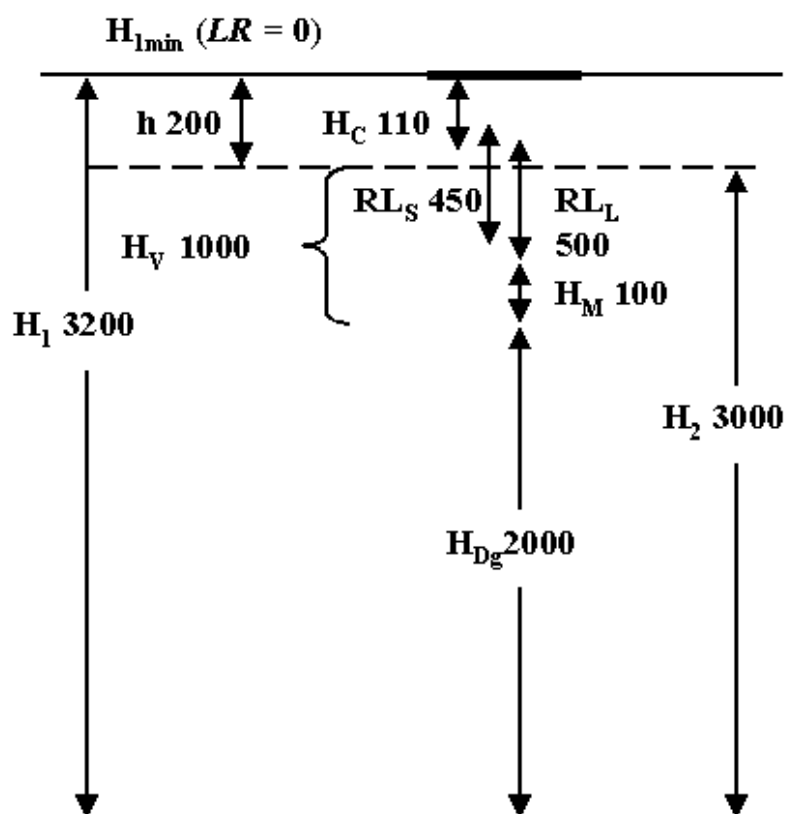 H1min (LR = 0)
h 200
HC 110
RLS 450
RLL
500
HV 1000
HM 100
H1 3200
H2 3000
HDg2000